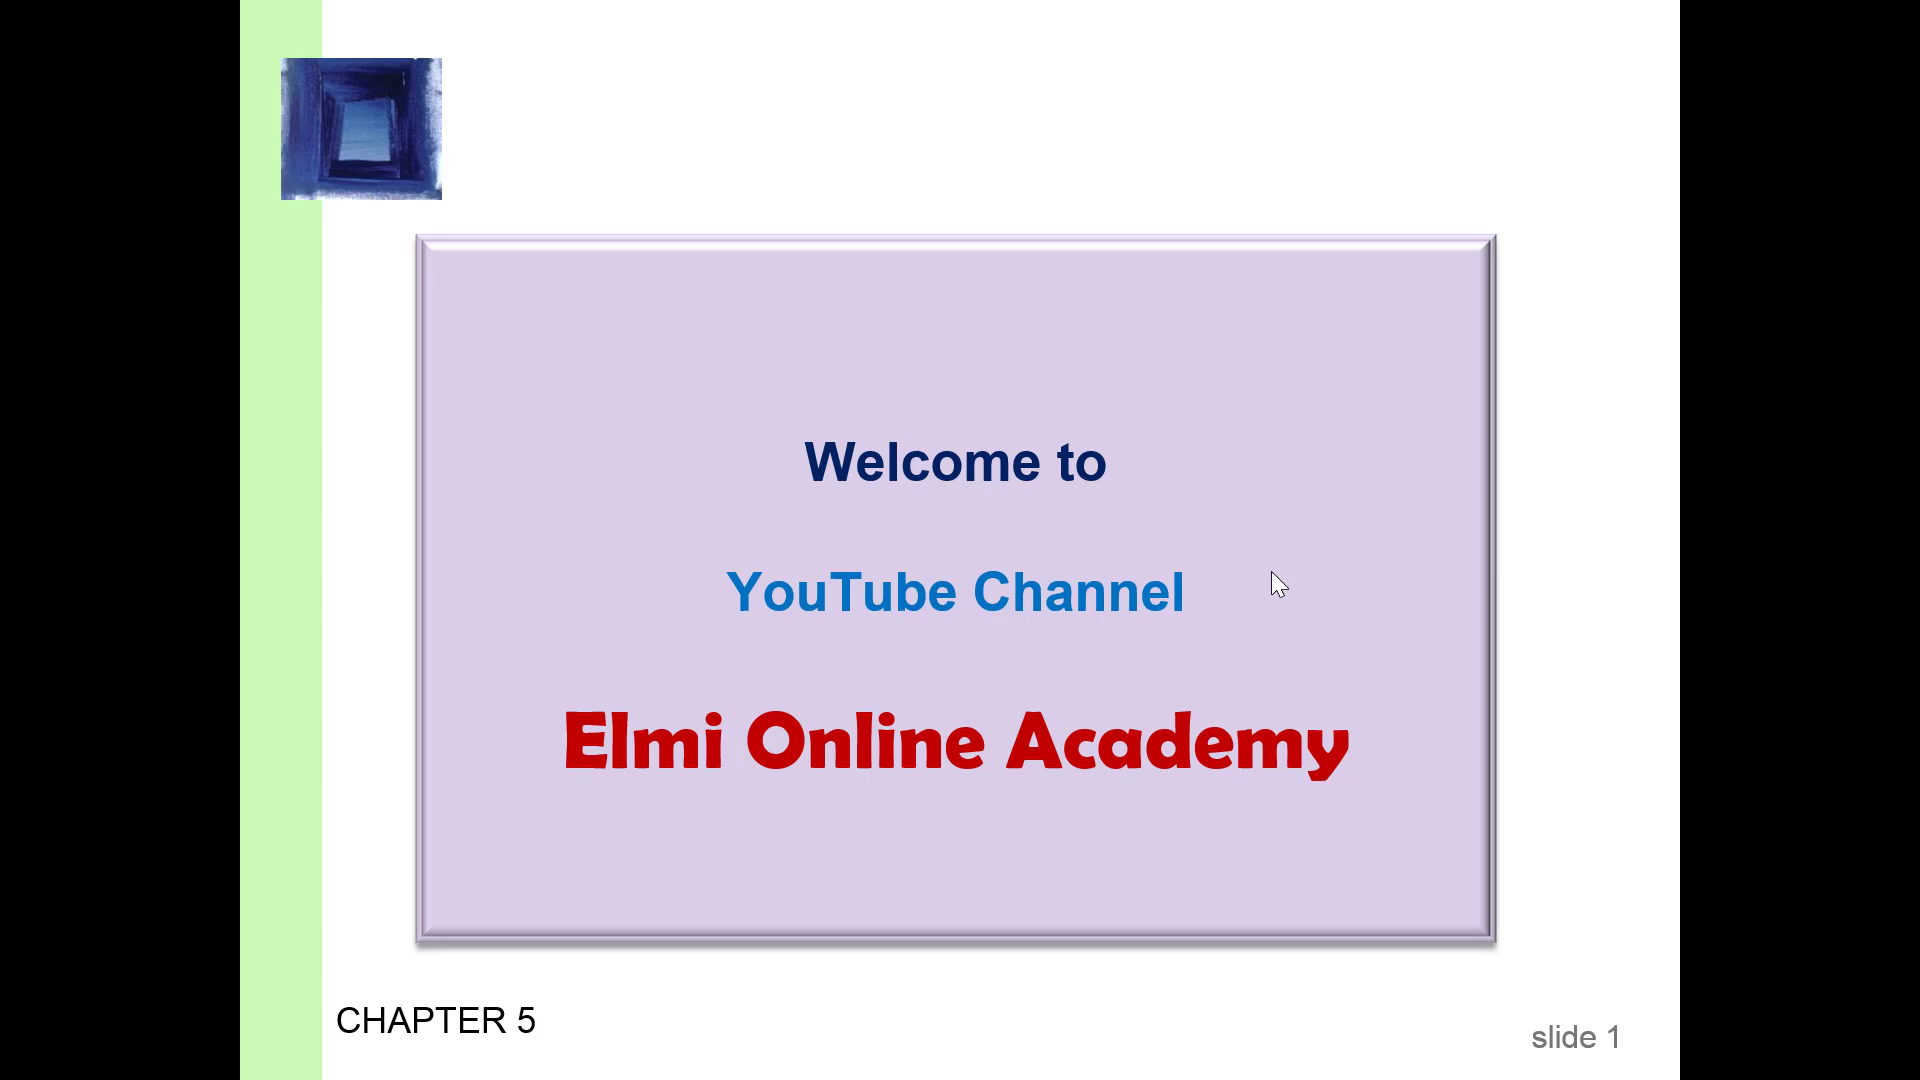 Welcome to
YouTube Channel
Elmi Online Academy
CHAPTER 5
slide 1